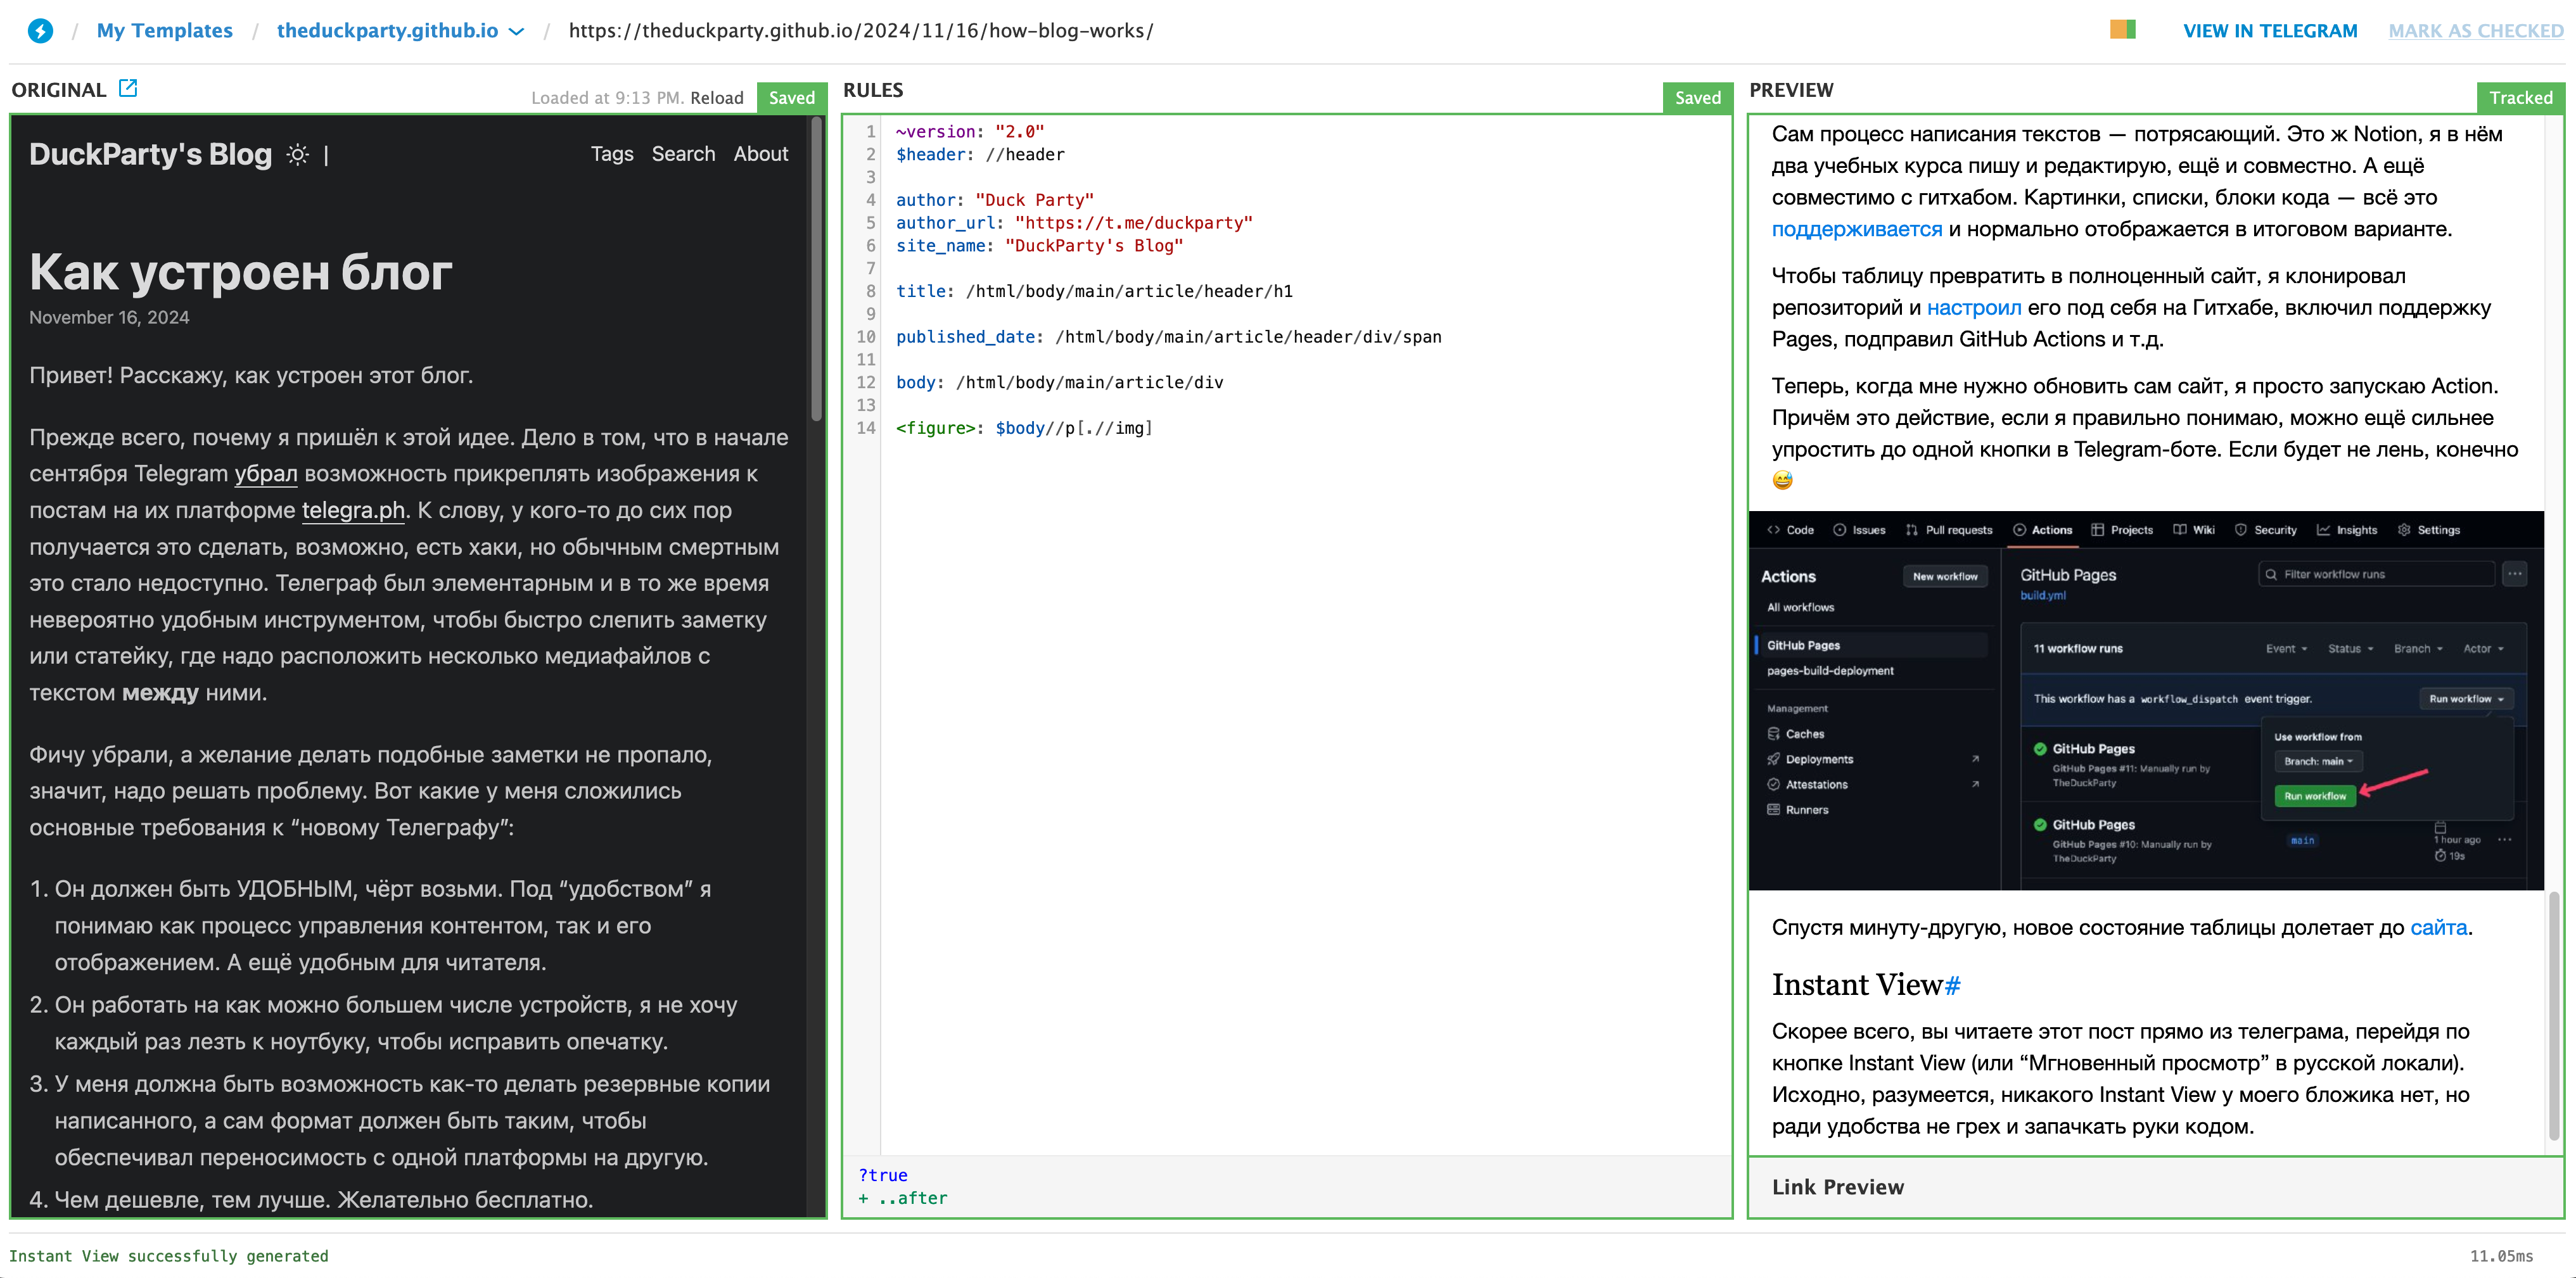 / My Templates / theduckparty.github.io / https://theduckparty.github.io/2024/11/16/how-blog-works/
VIEW IN TELEGRAM
MARK AS CHECKED
ORIGINAL
Loaded at 9:13 PM. Reload
Saved
DuckParty's Blog |
Tags Search About
Как устроен блог
November 16, 2024
Привет! Расскажу, как устроен этот блог.
Прежде всего, почему я пришёл к этой идее. Дело в том, что в начале
сентября Telegram убрал возможность прикреплять изображения к
постам на их платформе telegra.ph. К слову, у кого-то до сих пор
получается это сделать, возможно, есть хаки, но обычным смертным
это стало недоступно. Телеграф был элементарным и в то же время
невероятно удобным инструментом, чтобы быстро слепить заметку
или статейку, где надо расположить несколько медиафайлов с
текстом между ними.
Фичу убрали, а желание делать подобные заметки не пропало,
значит, надо решать проблему. Вот какие у меня сложились
основные требования к “новому Телеграфу”:
1. Он должен быть УДОБНЫМ, чёрт возьми. Под “удобством” я
понимаю как процесс управления контентом, так и его
отображением. А ещё удобным для читателя.
2. Он работать на как можно большем числе устройств, я не хочу
каждый раз лезть к ноутбуку, чтобы исправить опечатку.
3. У меня должна быть возможность как-то делать резервные копии
написанного, а сам формат должен быть таким, чтобы
обеспечивал переносимость с одной платформы на другую.
4. Чем дешевле, тем лучше. Желательно бесплатно.
RULES
Saved
1 ~version: "2.0"
2 $header: //header
3
4 author: "Duck Party"
5 author_url: "https://t.me/duckparty"
6 site_name: "DuckParty's Blog"
7
8 title: /html/body/main/article/header/h1
9
10 published_date: /html/body/main/article/header/div/span
11
12 body: /html/body/main/article/div
13
14 <figure>: $body//p[.//img]
?true
+ ..after
PREVIEW
Tracked
Сам процесс написания текстов — потрясающий. Это ж Notion, я в нём
два учебных курса пишу и редактирую, ещё и совместно. А ещё
совместимо с гитхабом. Картинки, списки, блоки кода — всё это
поддерживается и нормально отображается в итоговом варианте.
Чтобы таблицу превратить в полноценный сайт, я клонировал
репозиторий и настроил его под себя на Гитхабе, включил поддержку
Pages, подправил GitHub Actions и т.д.
Теперь, когда мне нужно обновить сам сайт, я просто запускаю Action.
Причём это действие, если я правильно понимаю, можно ещё сильнее
упростить до одной кнопки в Telegram-боте. Если будет не лень, конечно
😅
Code Issues Pull requests Actions Projects Wiki Security Insights Settings
Actions
New workflow
All workflows
GitHub Pages
pages-build-deployment
Management
Caches
Deployments
Attestations
Runners
GitHub Pages
build.yml
Filter workflow runs
11 workflow runs
Event Status Branch Actor
This workflow has a workflow_dispatch event trigger.
Run workflow
Use workflow from
Branch: main
Run workflow
GitHub Pages
GitHub Pages #11: Manually run by
TheDuckParty
GitHub Pages
GitHub Pages #10: Manually run by
TheDuckParty
main
1 hour ago
19s
Спустя минуту-другую, новое состояние таблицы долетает до сайта.
Instant View#
Скорее всего, вы читаете этот пост прямо из телеграма, перейдя по
кнопке Instant View (или “Мгновенный просмотр” в русской локали).
Исходно, разумеется, никакого Instant View у моего бложика нет, но
ради удобства не грех и запачкать руки кодом.
Link Preview
Instant View successfully generated
11.05ms